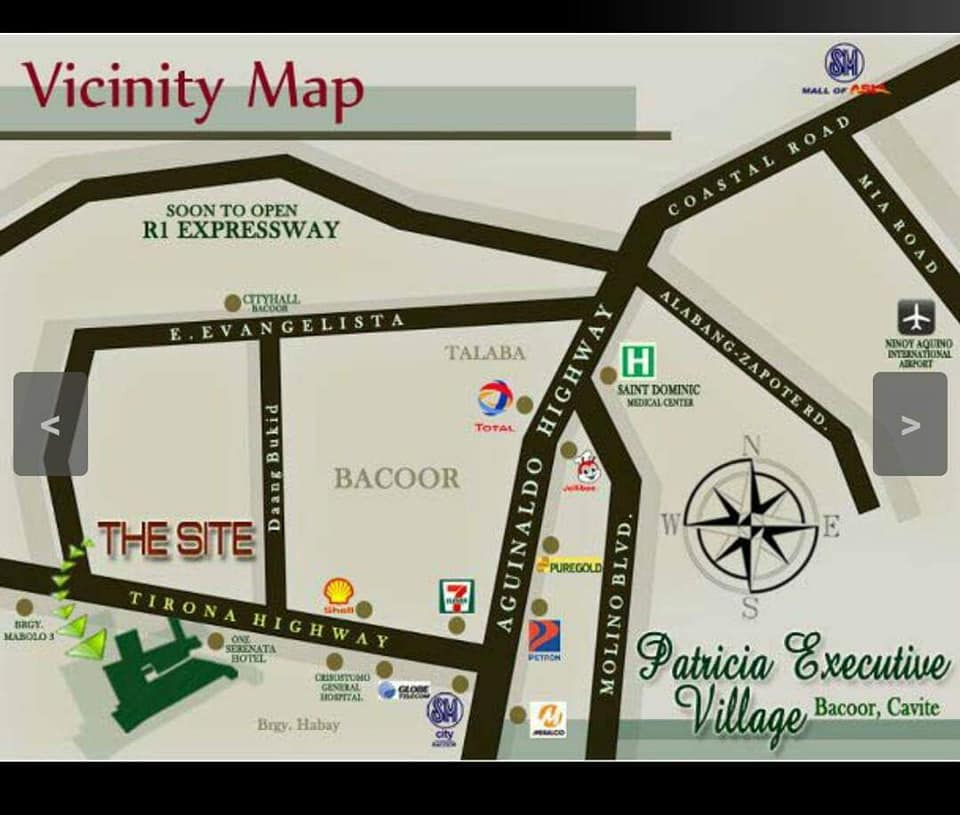 Vicinity Map
SM
MALL OF ASIA
COASTAL ROAD
MIA ROAD
SOON TO OPEN
R1 EXPRESSWAY
CITYHALL
BACOOR
E. EVANGELISTA
ALABANG-ZAPOTE RD.
NINOY AQUINO
INTERNATIONAL
AIRPORT
TALABA
H
SAINT DOMINIC
MEDICAL CENTER
TOTAL
AGUINALDO HIGHWAY
<
>
Daang Bukid
BACOOR
Jollibee
N
W
E
S
THE SITE
PUREGOLD
MOLINO BLVD.
Shell
7
ELEVEN
TIRONA HIGHWAY
BRGY.
MABOLO 3
ONE
SERENATA
HOTEL
PETRON
CRISOSTOMO
GENERAL
HOSPITAL
GLOBE
TELECOM
SM
city
BACOOR
MERALCO
Brgy. Habay
Patricia Executive
Village
Bacoor, Cavite